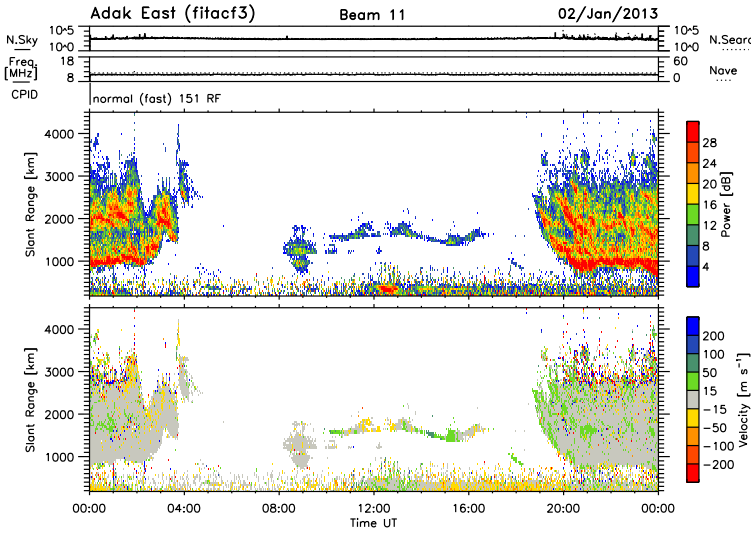 Adak East (fitacf3) Beam 11 02/Jan/2013
N.Sky 10^5 10^0 10^5 10^0 N.Sear
Freq. [MHz] 18 8 60 0 Nave
CPID normal (fast) 151 RF
Slant Range [km] 4000 3000 2000 1000
28 24 20 16 12 8 4 Power [dB]
Slant Range [km] 4000 3000 2000 1000
200 100 50 15 -15 -50 -100 -200 Velocity [m s⁻¹]
00:00 04:00 08:00 12:00 16:00 20:00 00:00
Time UT